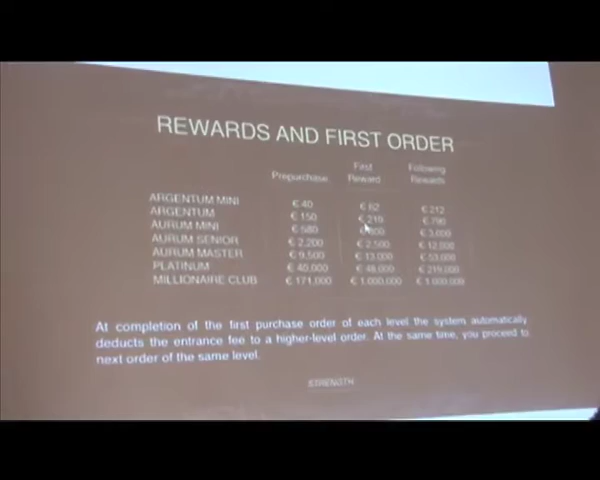 REWARDS AND FIRST ORDER
Prepurchase First Reward Following Rewards
ARGENTUM MINI € 40 € 62 € 212
ARGENTUM € 150 € 210 € 790
AURUM MINI € 580 € 3,000
AURUM SENIOR € 2,200 € 2,500 € 12,000
AURUM MASTER € 9,500 € 13,000 € 53,000
PLATINUM € 40,000 € 48,000 € 219,000
MILLIONAIRE CLUB € 171,000 € 1,000,000 € 1,000,000
At completion of the first purchase order of each level the system automatically
deducts the entrance fee to a higher-level order. At the same time, you proceed to
next order of the same level.
STRENGTH